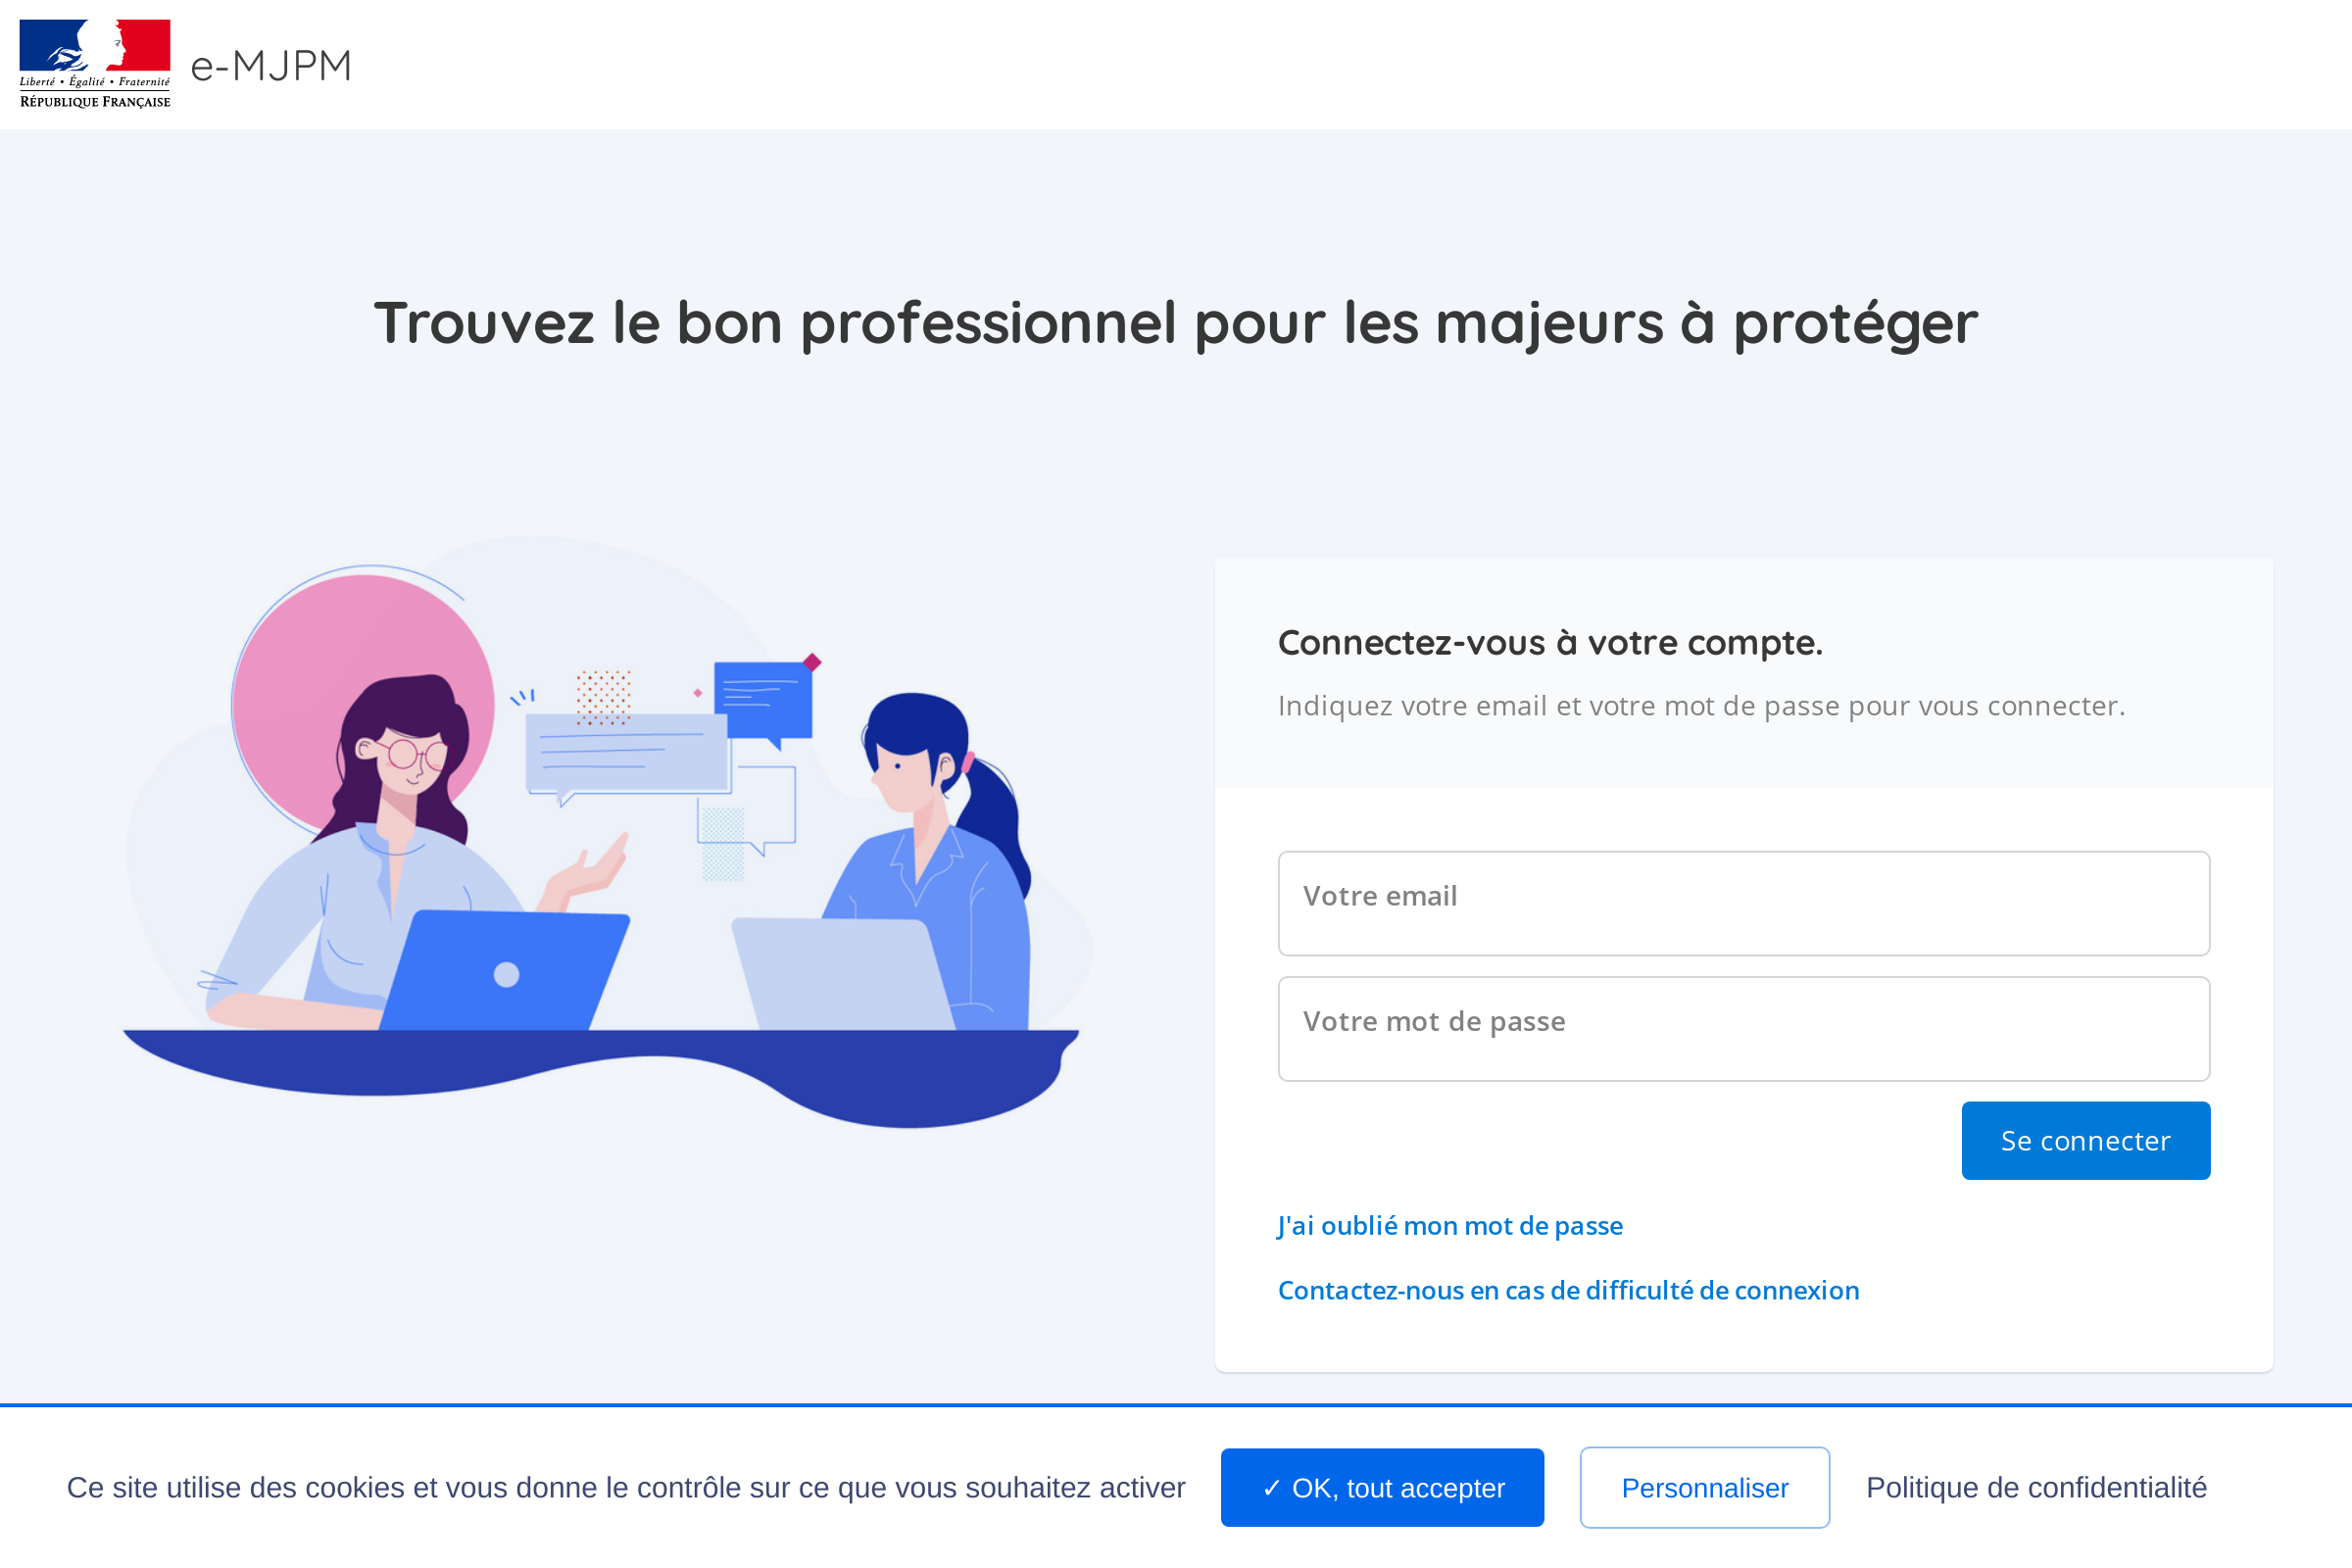 Liberté • Égalité • Fraternité
RÉPUBLIQUE FRANÇAISE
e-MJPM
Trouvez le bon professionnel pour les majeurs à protéger
Connectez-vous à votre compte.
Indiquez votre email et votre mot de passe pour vous connecter.
Votre email
Votre mot de passe
Se connecter
J'ai oublié mon mot de passe
Contactez-nous en cas de difficulté de connexion
Ce site utilise des cookies et vous donne le contrôle sur ce que vous souhaitez activer
✓ OK, tout accepter
Personnaliser
Politique de confidentialité